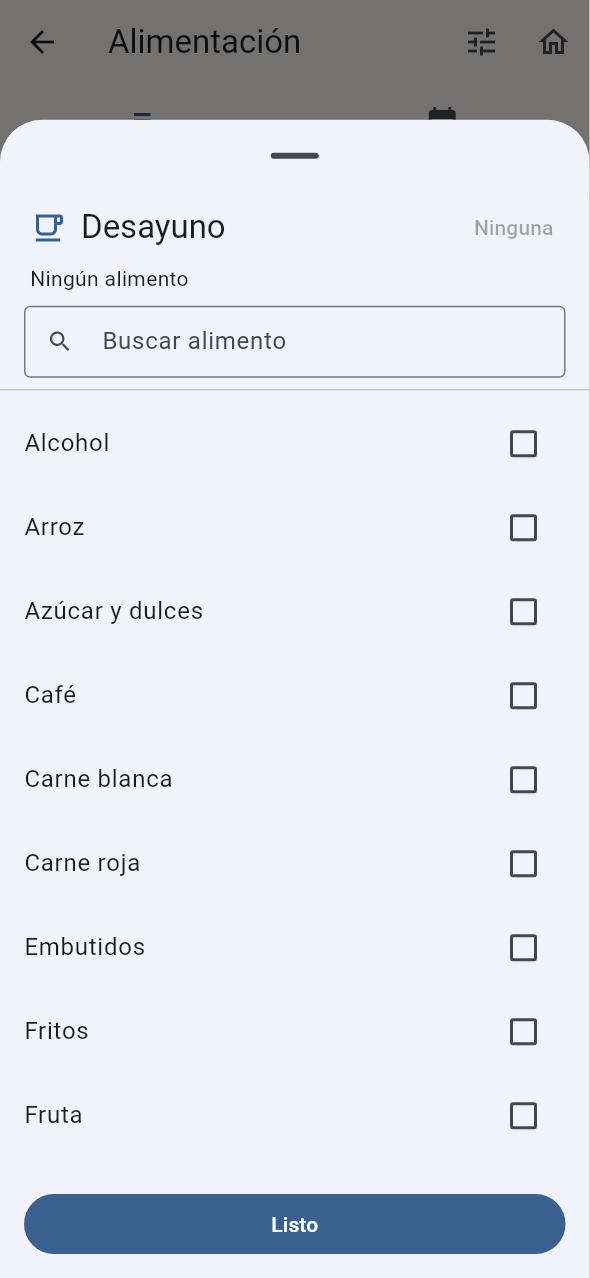 Alimentación
Desayuno
Ninguna
Ningún alimento
Buscar alimento
Alcohol
Arroz
Azúcar y dulces
Café
Carne blanca
Carne roja
Embutidos
Fritos
Fruta
Listo